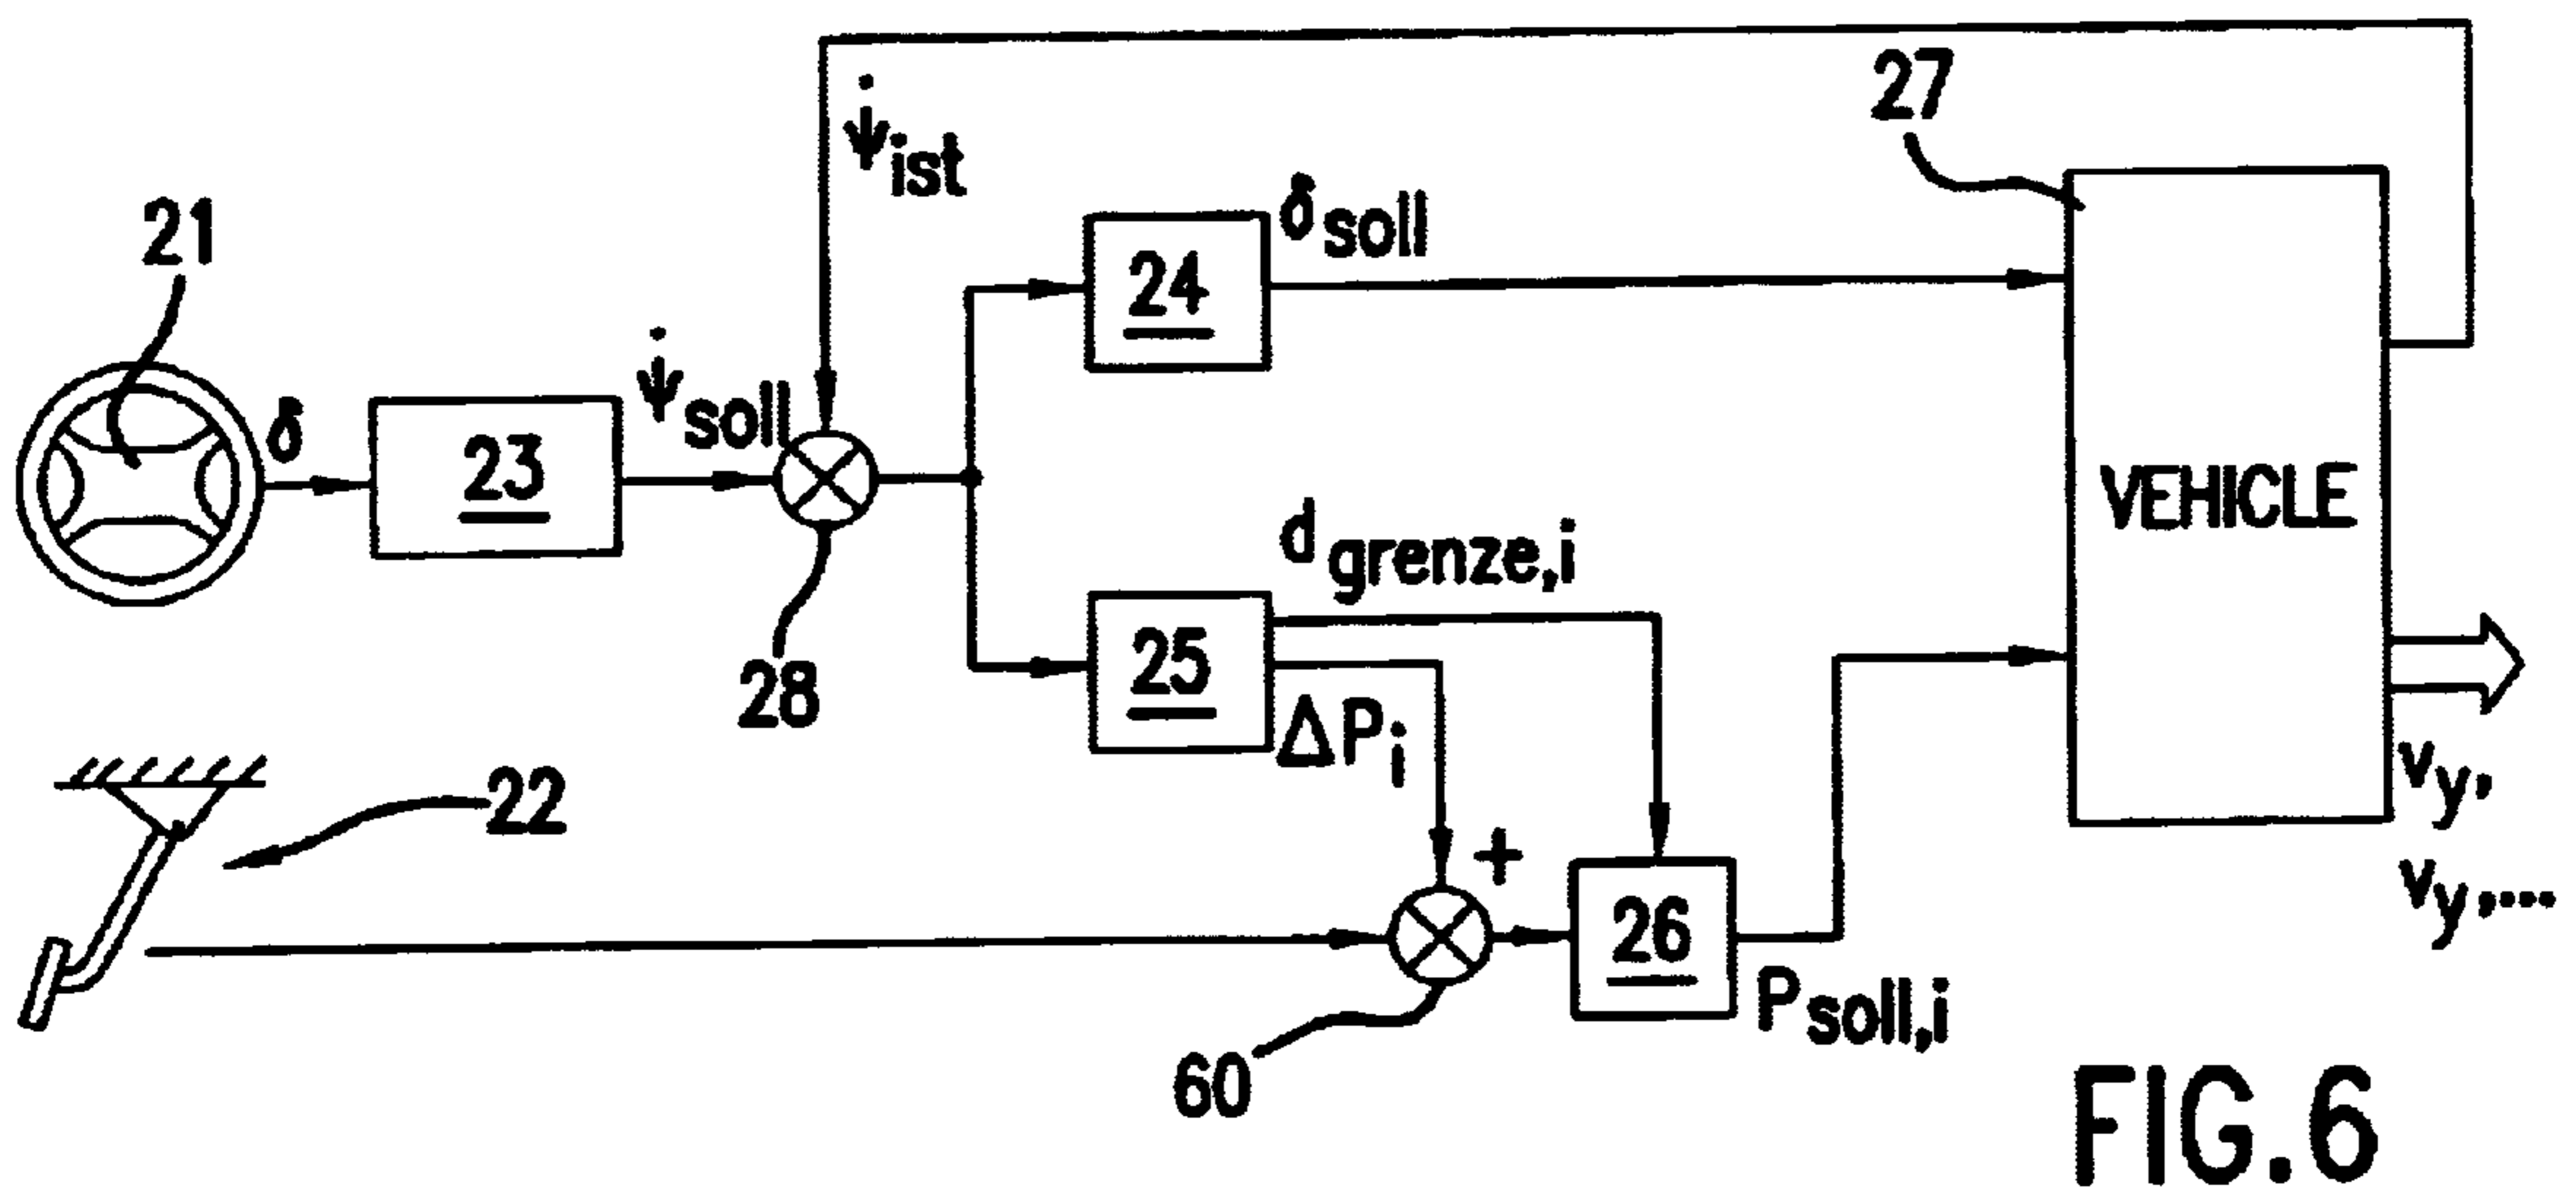 27
ψ̇ist
21
δsoll
24
ψ̇soll
δ
23
VEHICLE
dgrenze,i
25
28
ΔPi
vy,
22
+
vy,...
26
Psoll,i
60
FIG.6